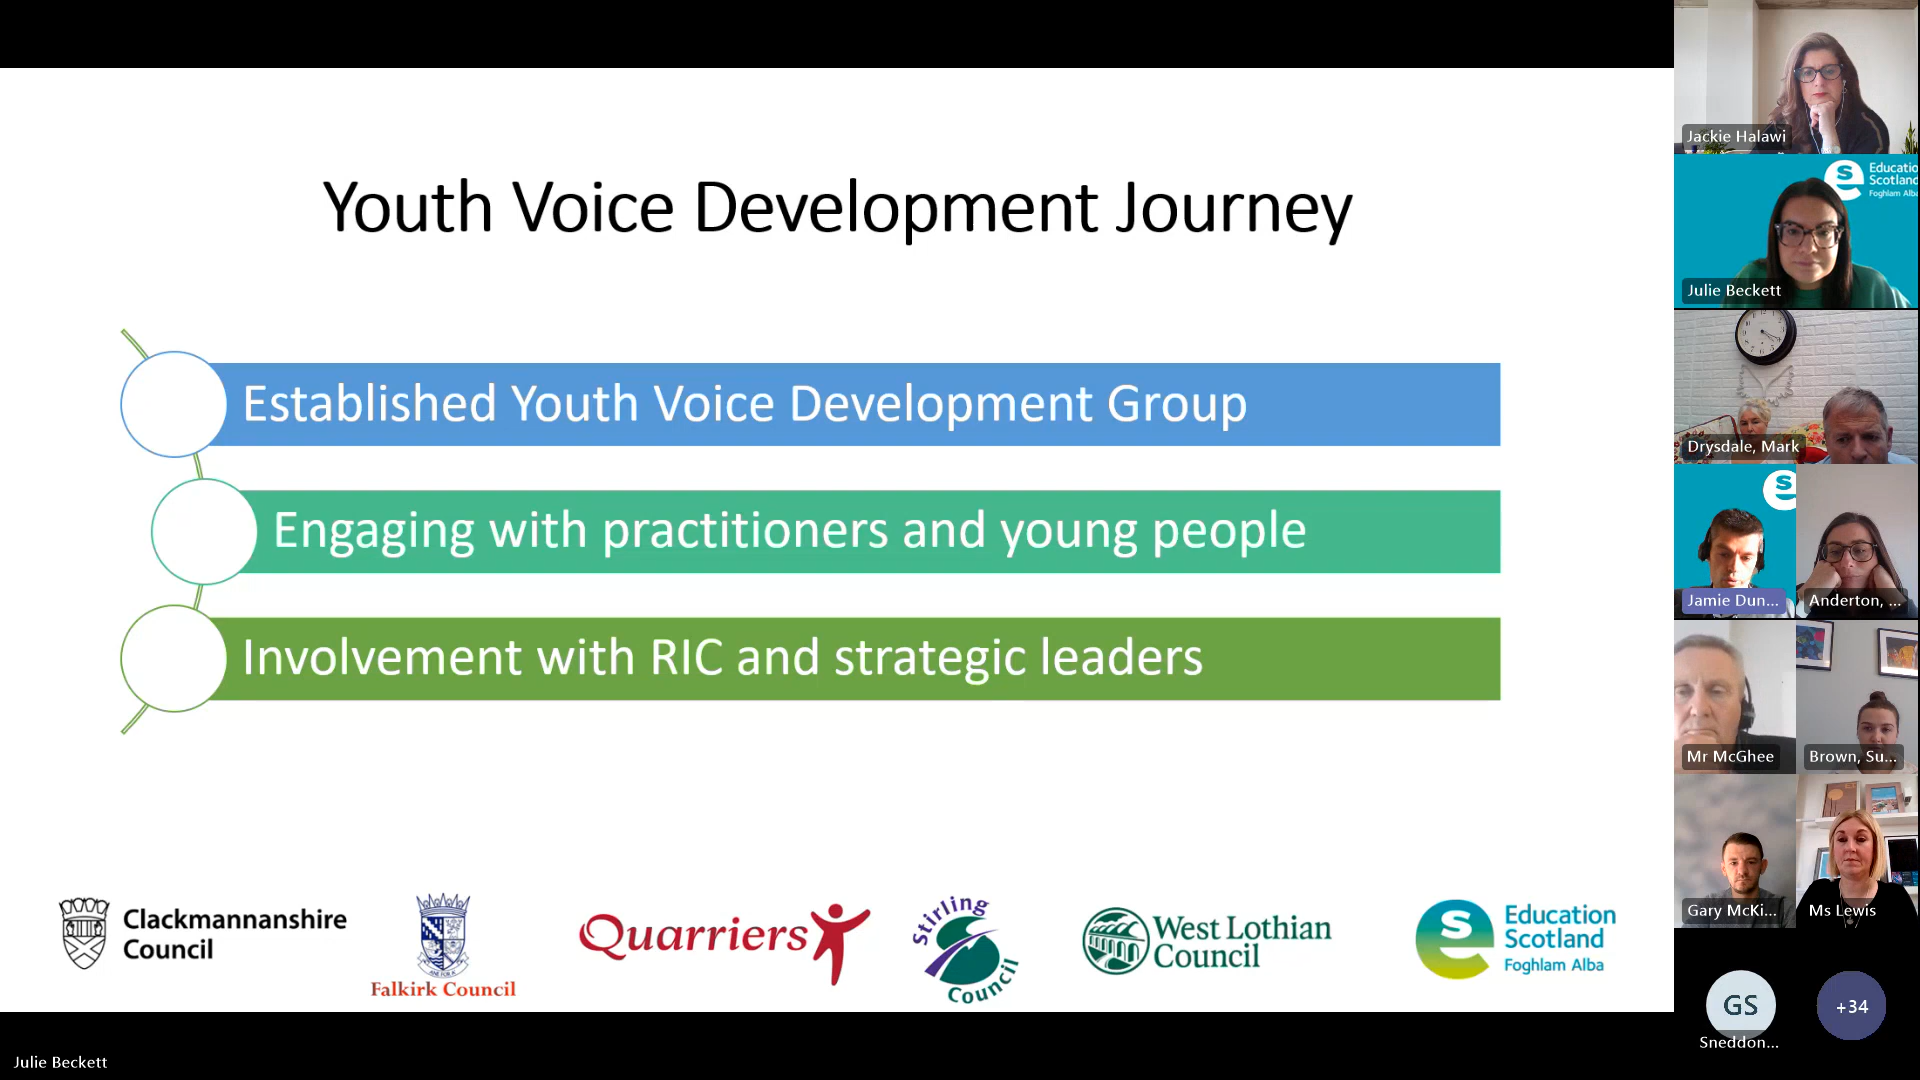 Youth Voice Development Journey
Established Youth Voice Development Group
Engaging with practitioners and young people
Involvement with RIC and strategic leaders
Clackmannanshire
Council
Falkirk Council
Quarriers
Stirling
Council
West Lothian
Council
Education
Scotland
Foghlam Alba
Julie Beckett
Jackie Halawi
Educatio
Scotland
Foghlam Alba
Julie Beckett
Drysdale, Mark
Jamie Dun...
Anderton, ...
Mr McGhee
Brown, Su...
Gary McKi...
Ms Lewis
GS
Sneddon...
+34